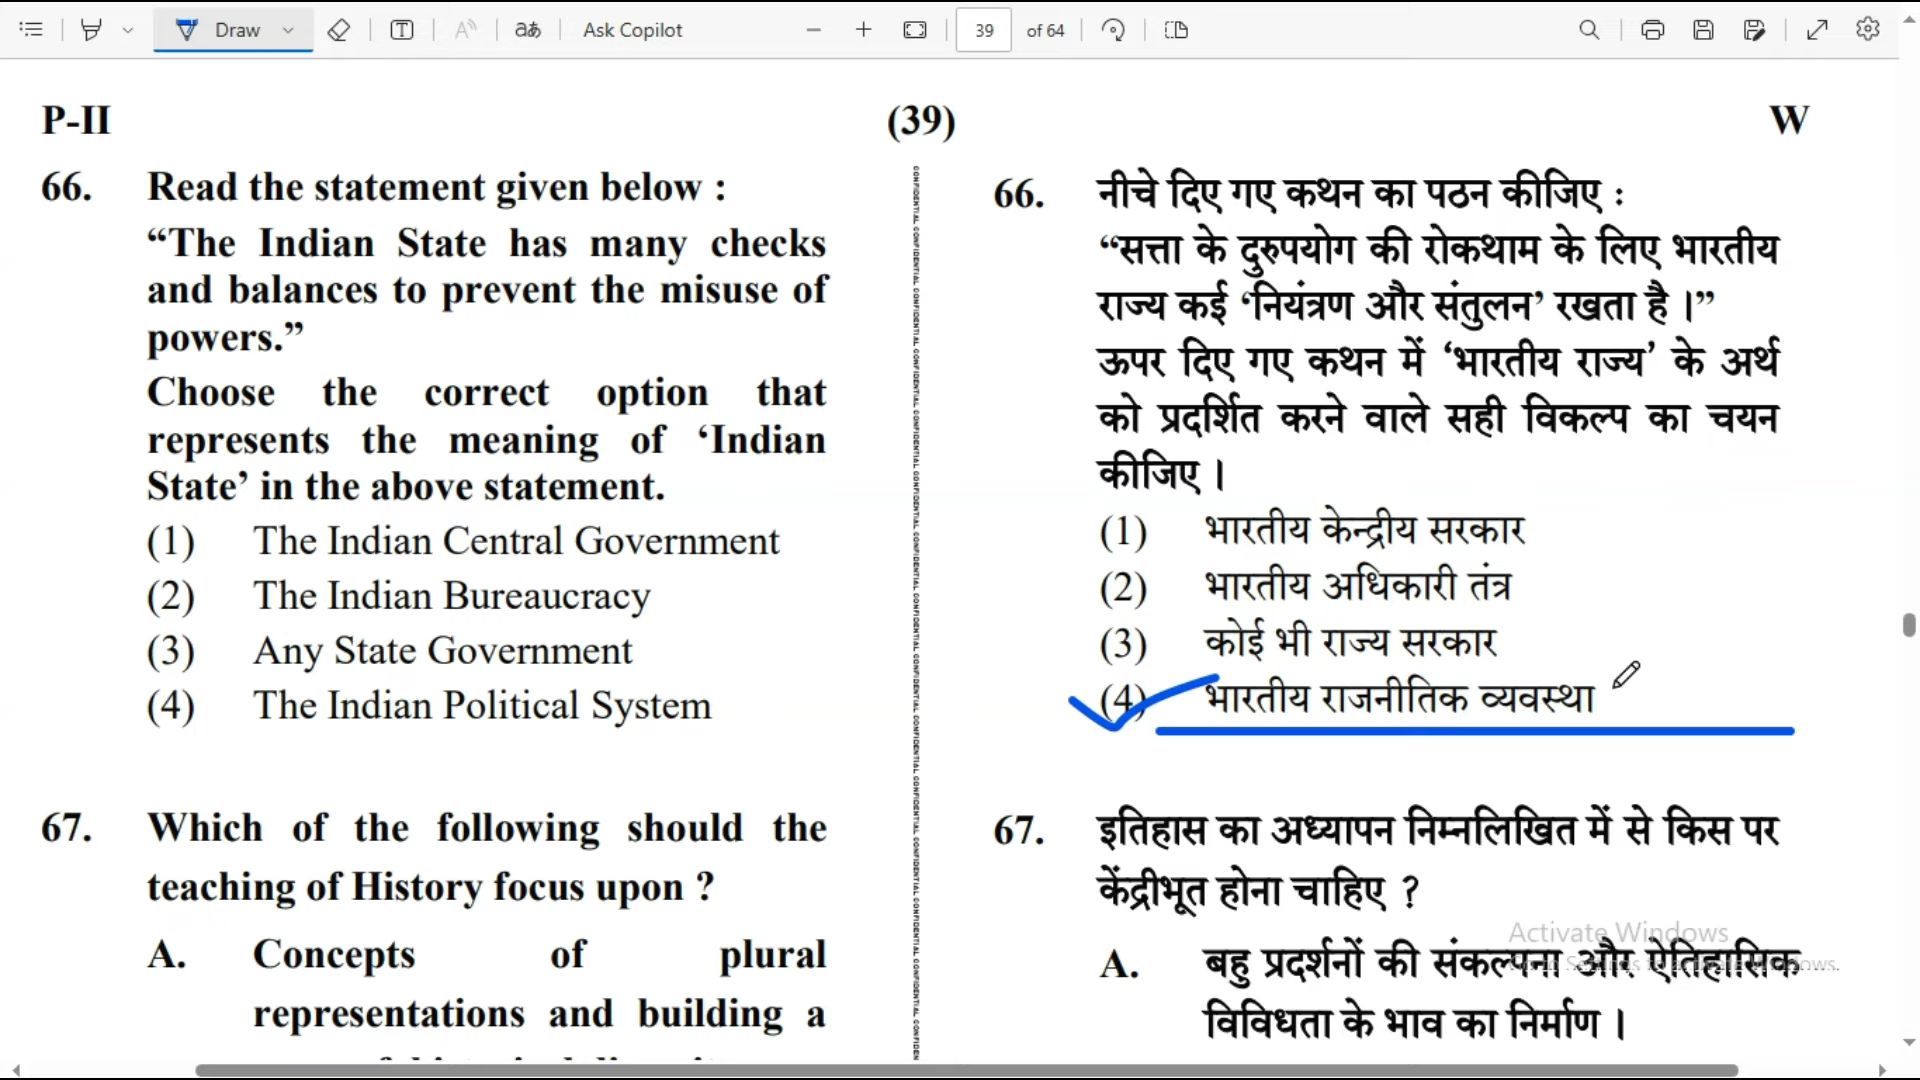 Draw
Ask Copilot
39
of 64
P-II
(39)
W
66. Read the statement given below :
“The Indian State has many checks
and balances to prevent the misuse of
powers.”
Choose the correct option that
represents the meaning of ‘Indian
State’ in the above statement.
(1) The Indian Central Government
(2) The Indian Bureaucracy
(3) Any State Government
(4) The Indian Political System
67. Which of the following should the
teaching of History focus upon ?
A. Concepts of plural
representations and building a
66. नीचे दिए गए कथन का पठन कीजिए :
“सत्ता के दुरुपयोग की रोकथाम के लिए भारतीय
राज्य कई ‘नियंत्रण और संतुलन’ रखता है ।”
ऊपर दिए गए कथन में ‘भारतीय राज्य’ के अर्थ
को प्रदर्शित करने वाले सही विकल्प का चयन
कीजिए ।
(1) भारतीय केन्द्रीय सरकार
(2) भारतीय अधिकारी तंत्र
(3) कोई भी राज्य सरकार
(4) भारतीय राजनीतिक व्यवस्था
67. इतिहास का अध्यापन निम्नलिखित में से किस पर
केंद्रीभूत होना चाहिए ?
A. बहु प्रदर्शनों की संकल्पना और ऐतिहासिक
विविधता के भाव का निर्माण ।
Activate Windows
Go to Settings to activate Windows.